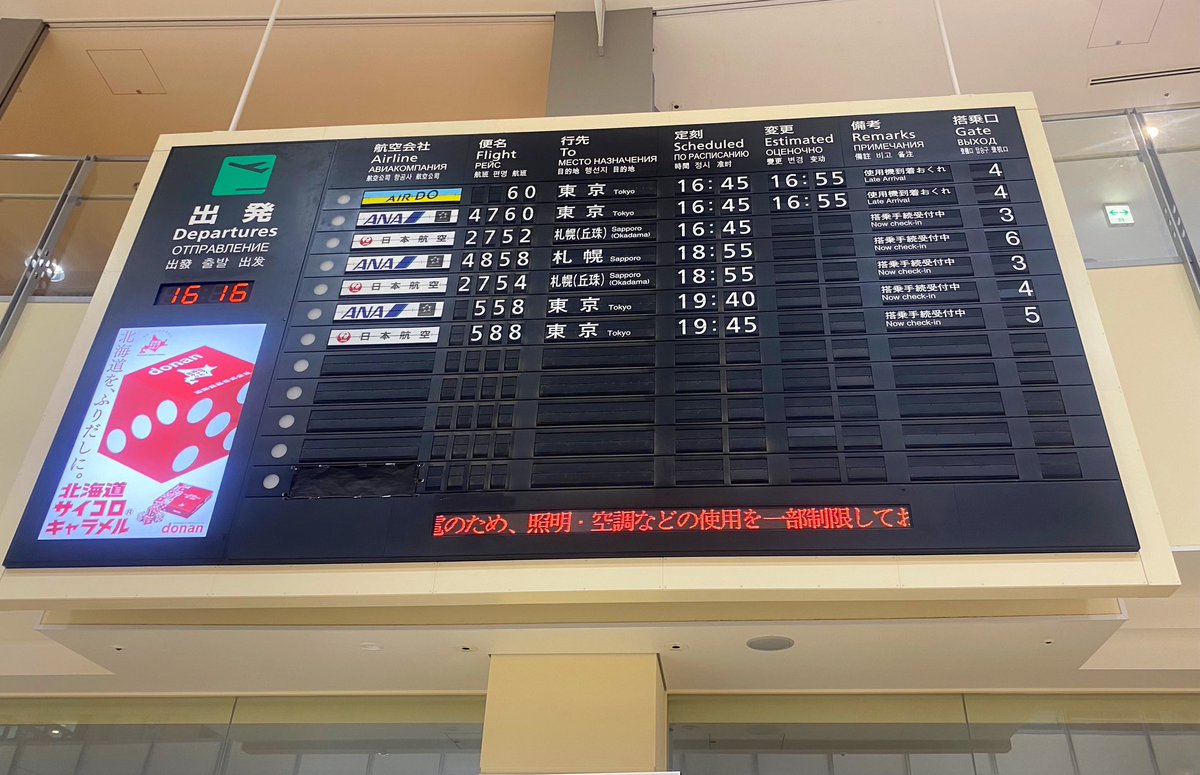 出発
Departures
ОТПРАВЛЕНИЕ
出發 출발 出发
16 16
北海道を、ふりだしに。
donan
北海道
サイコロ
キャラメル®
donan
航空会社 便名 行先 定刻 変更 備考 搭乗口
Airline Flight To Scheduled Estimated Remarks Gate
АВИАКОМПАНИЯ РЕЙС МЕСТО НАЗНАЧЕНИЯ ПО РАСПИСАНИЮ ОЦЕНОЧНО ПРИМЕЧАНИЯ ВЫХОД
航空公司 항공사 航空公司 航班 편명 航班 目的地 행선지 目的地 時間 정시 准时 變更 변경 变动 備註 비고 备注 登機口 탑승구 登机口
AIR DO 60 東京 Tokyo 16:45 16:55 使用機到着おくれ Late Arrival 4
ANA 4760 東京 Tokyo 16:45 16:55 使用機到着おくれ Late Arrival 4
日本航空 2752 札幌(丘珠) Sapporo (Okadama) 16:45 搭乗手続受付中 Now check-in 3
ANA 4858 札幌 Sapporo 18:55 搭乗手続受付中 Now check-in 6
日本航空 2754 札幌(丘珠) Sapporo (Okadama) 18:55 搭乗手続受付中 Now check-in 3
ANA 558 東京 Tokyo 19:40 搭乗手続受付中 Now check-in 4
日本航空 588 東京 Tokyo 19:45 搭乗手続受付中 Now check-in 5
のため、照明・空調などの使用を一部制限してお